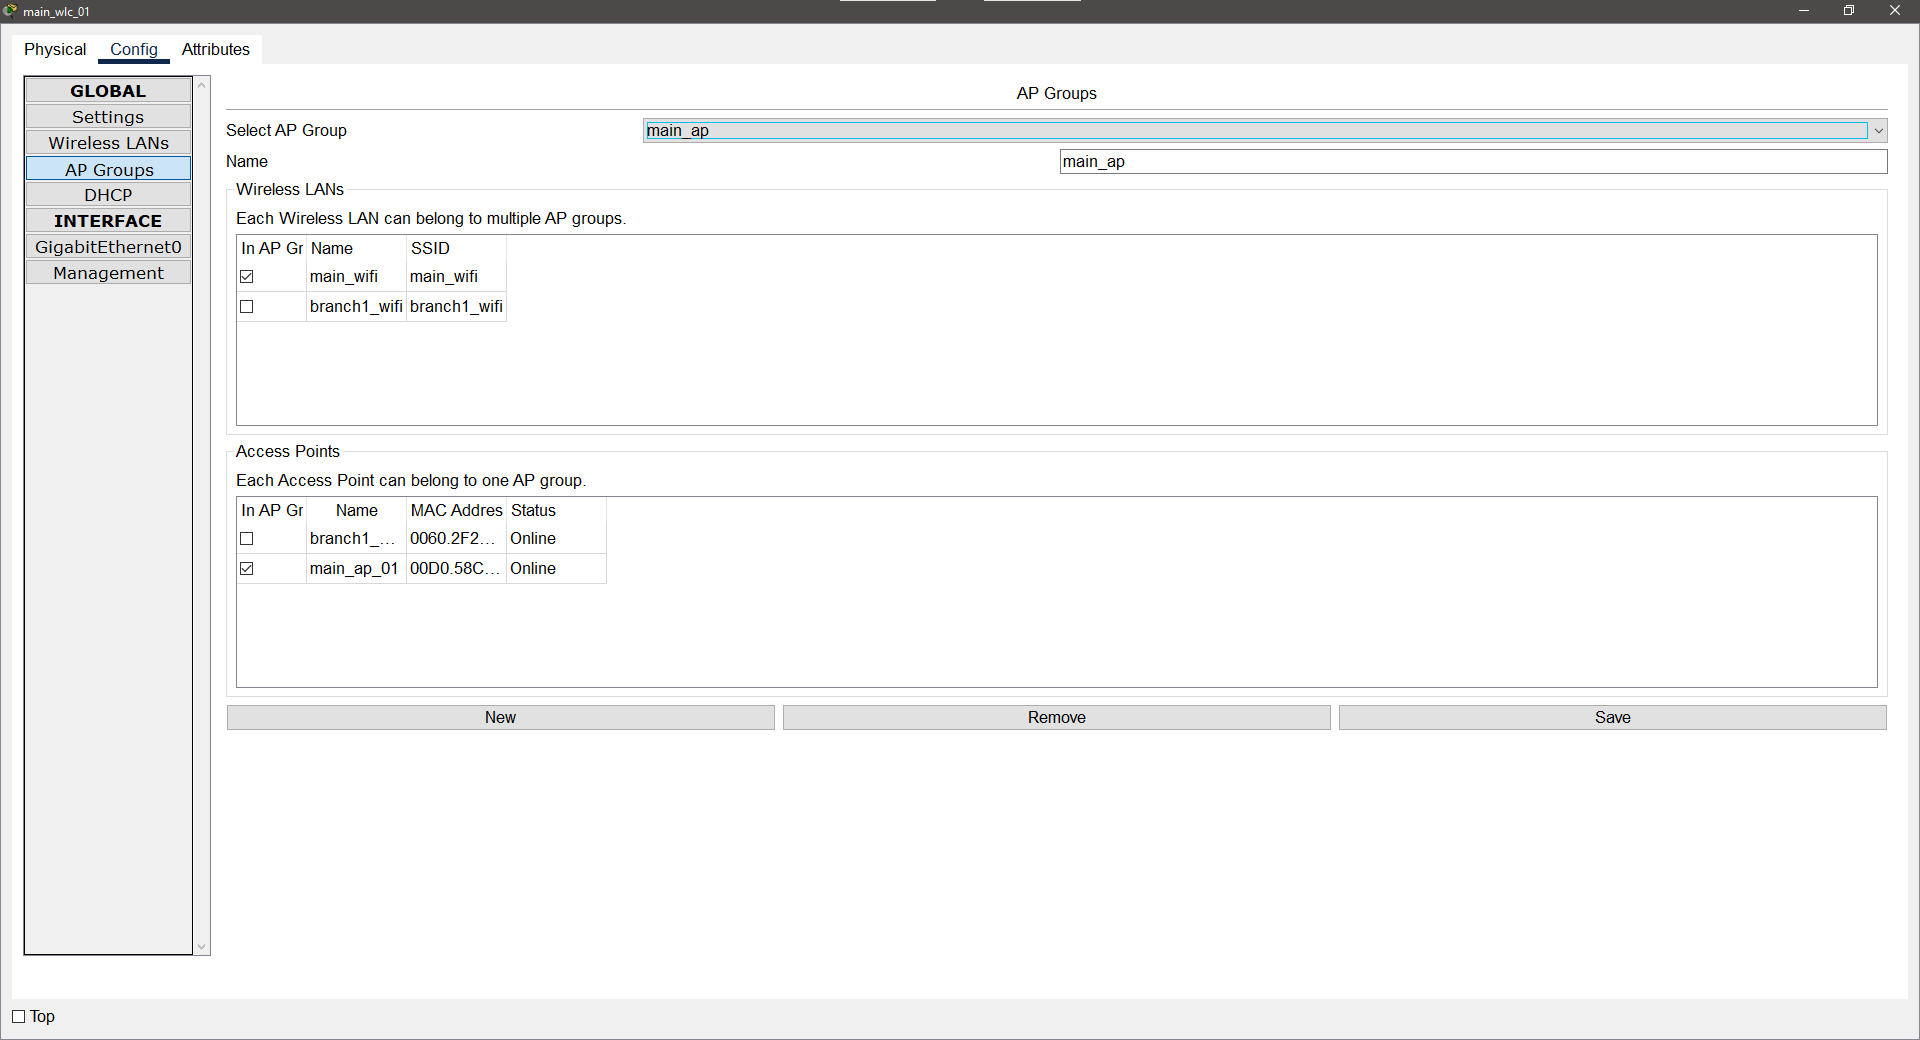 main_wlc_01
Physical Config Attributes
GLOBAL
Settings
Wireless LANs
AP Groups
DHCP
INTERFACE
GigabitEthernet0
Management
AP Groups
Select AP Group main_ap
Name main_ap
Wireless LANs
Each Wireless LAN can belong to multiple AP groups.
In AP Gr Name SSID
main_wifi main_wifi
branch1_wifi branch1_wifi
Access Points
Each Access Point can belong to one AP group.
In AP Gr Name MAC Addres Status
branch1_... 0060.2F2... Online
main_ap_01 00D0.58C... Online
New Remove Save
Top